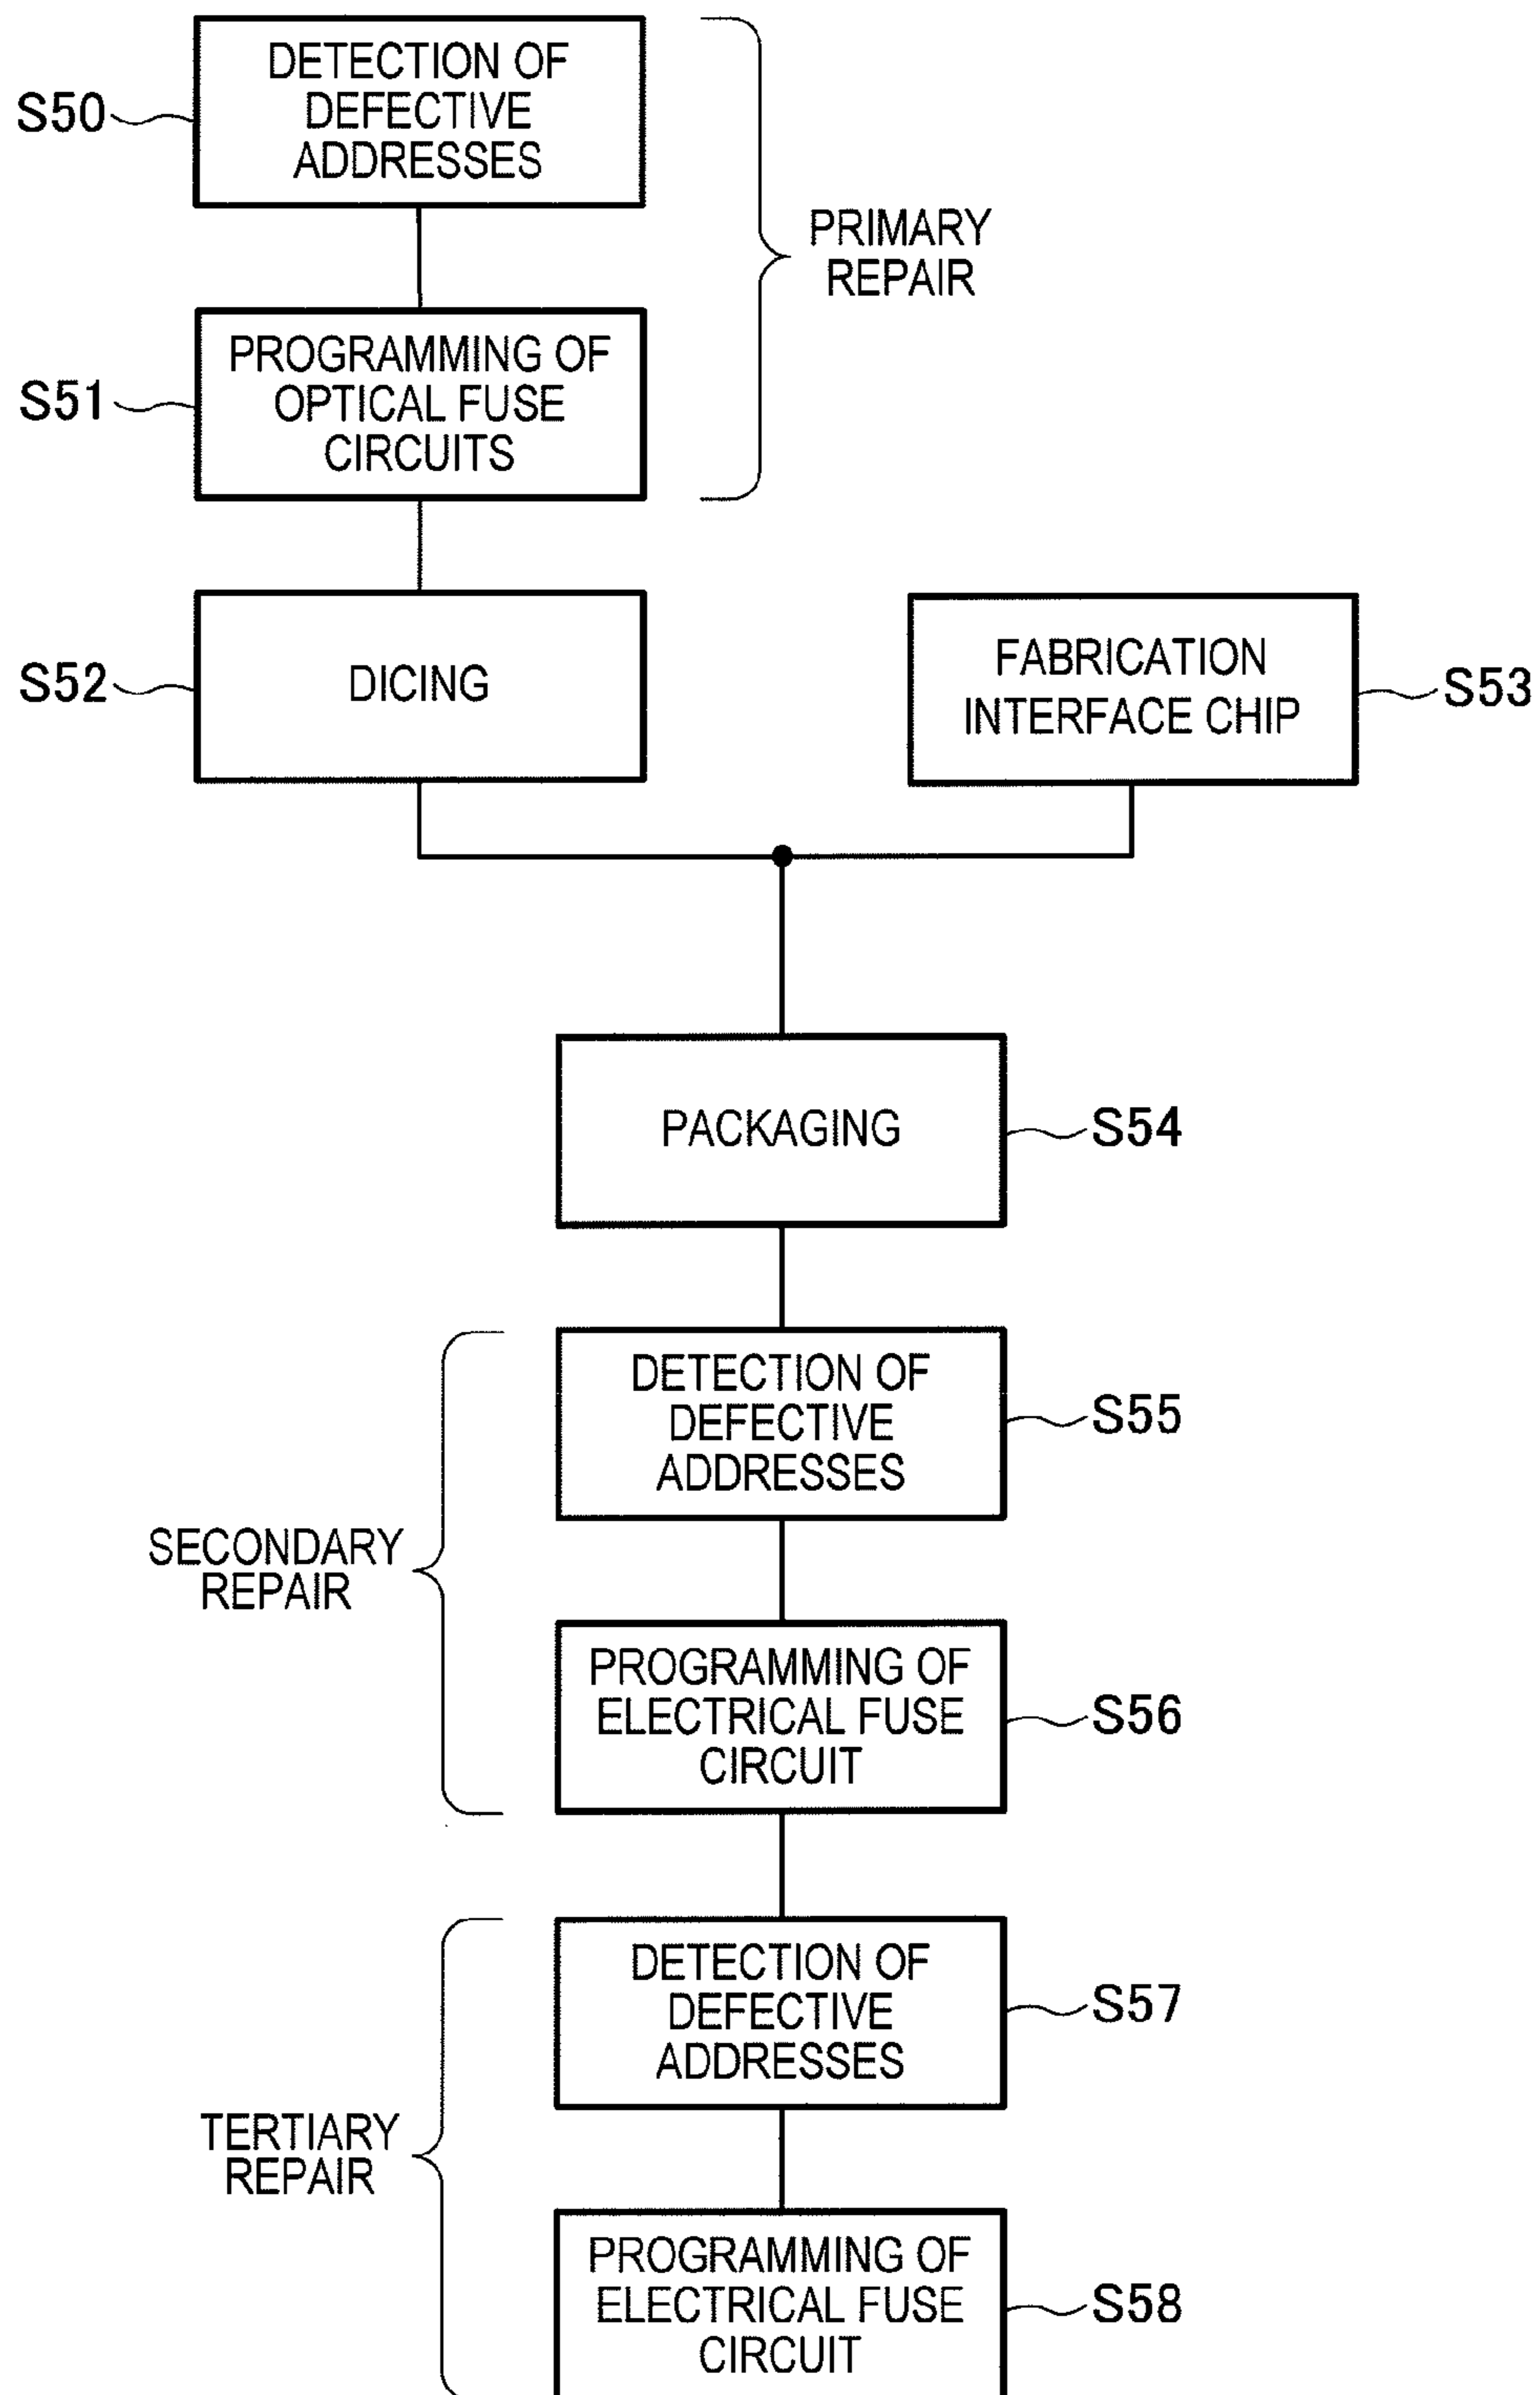 DETECTION OF
DEFECTIVE
ADDRESSES
S50
PRIMARY
REPAIR
PROGRAMMING OF
OPTICAL FUSE
CIRCUITS
S51
DICING
S52
FABRICATION
INTERFACE CHIP
S53
PACKAGING
S54
DETECTION OF
DEFECTIVE
ADDRESSES
S55
SECONDARY
REPAIR
PROGRAMMING OF
ELECTRICAL FUSE
CIRCUIT
S56
DETECTION OF
DEFECTIVE
ADDRESSES
S57
TERTIARY
REPAIR
PROGRAMMING OF
ELECTRICAL FUSE
CIRCUIT
S58